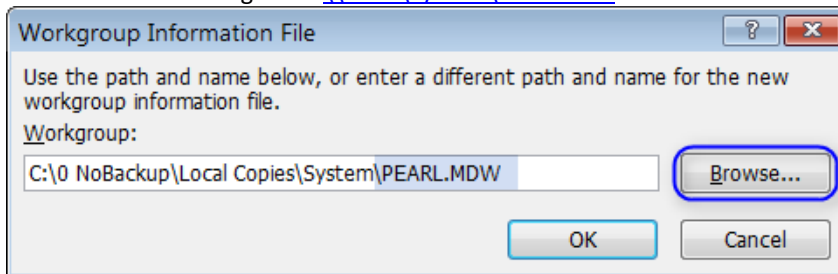 Workgroup Information File
Use the path and name below, or enter a different path and name for the new
workgroup information file.
Workgroup:
C:\0 NoBackup\Local Copies\System\PEARL.MDW
Browse...
OK
Cancel